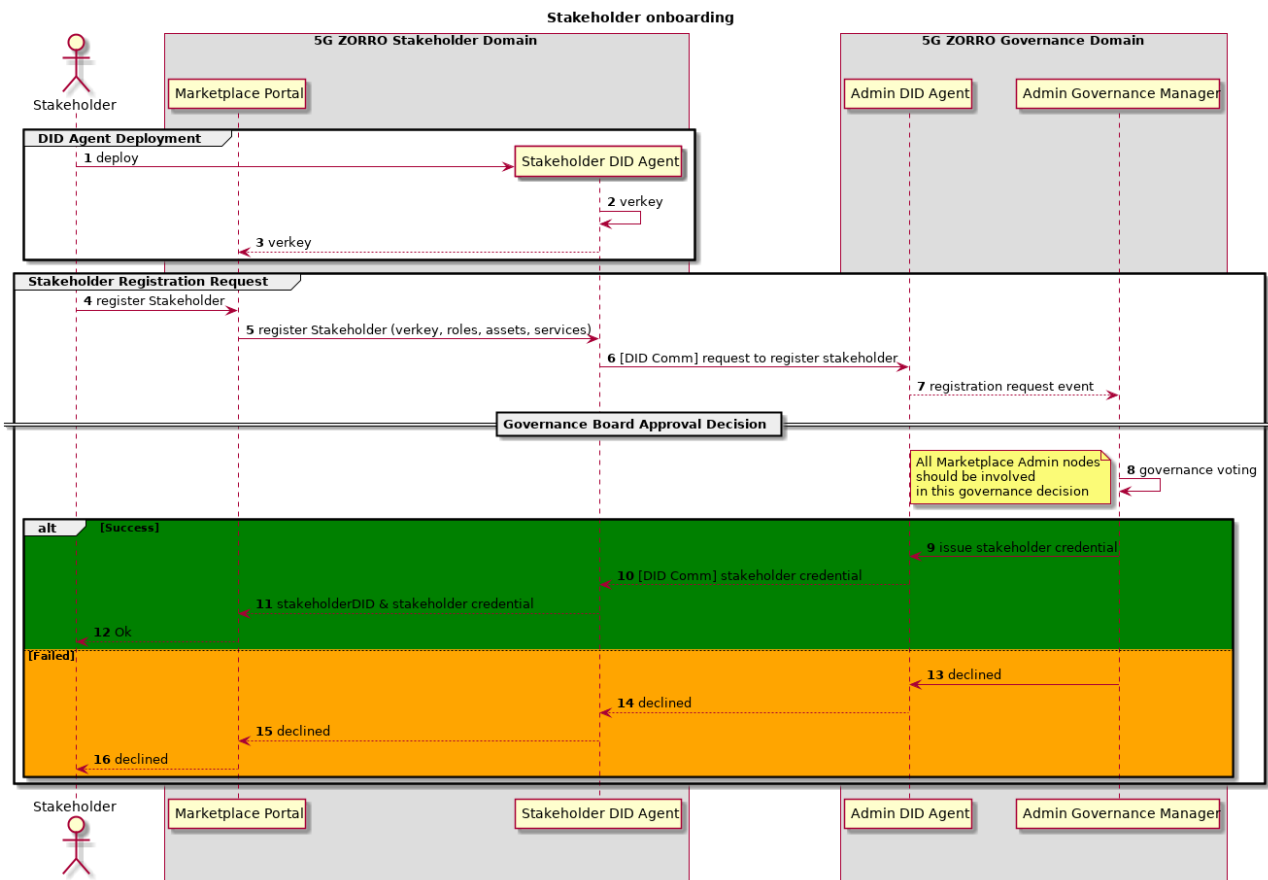 Stakeholder onboarding
5G ZORRO Stakeholder Domain
5G ZORRO Governance Domain
Stakeholder
Marketplace Portal
Admin DID Agent
Admin Governance Manager
DID Agent Deployment
1 deploy
Stakeholder DID Agent
2 verkey
3 verkey
Stakeholder Registration Request
4 register Stakeholder
5 register Stakeholder (verkey, roles, assets, services)
6 [DID Comm] request to register stakeholder
7 registration request event
Governance Board Approval Decision
All Marketplace Admin nodes
should be involved
in this governance decision
8 governance voting
alt
[Success]
9 issue stakeholder credential
10 [DID Comm] stakeholder credential
11 stakeholderDID & stakeholder credential
12 Ok
[Failed]
13 declined
14 declined
15 declined
16 declined
Stakeholder
Marketplace Portal
Stakeholder DID Agent
Admin DID Agent
Admin Governance Manager